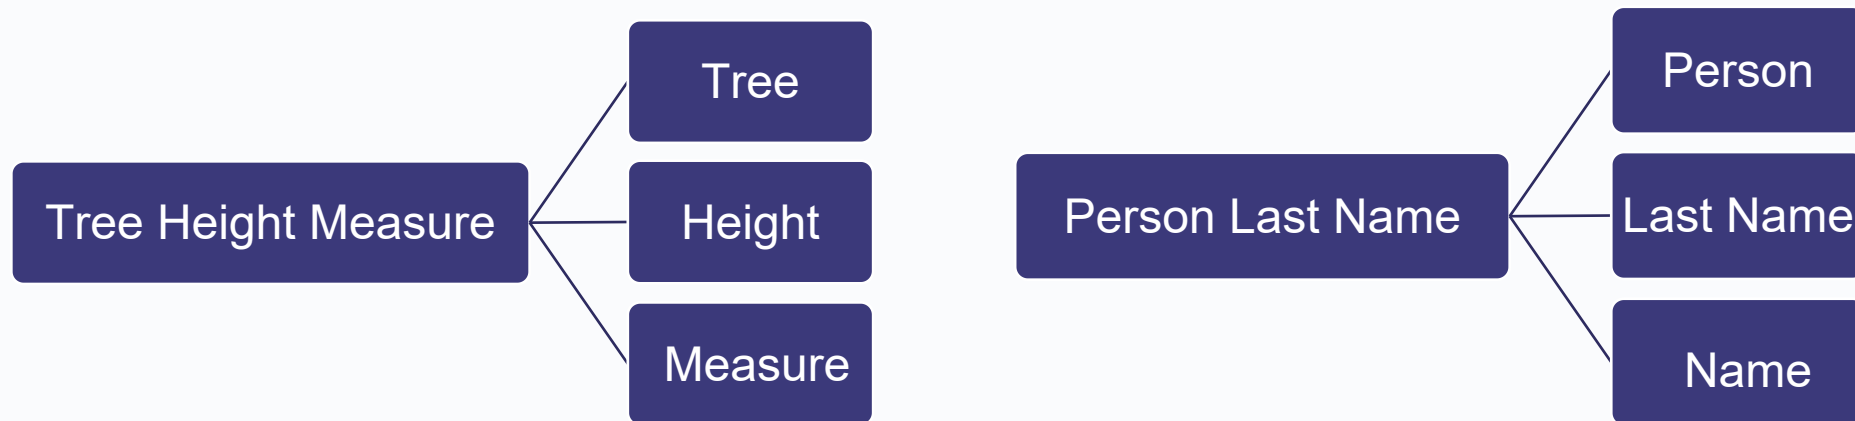 Tree Height Measure
Tree
Height
Measure
Person Last Name
Person
Last Name
Name